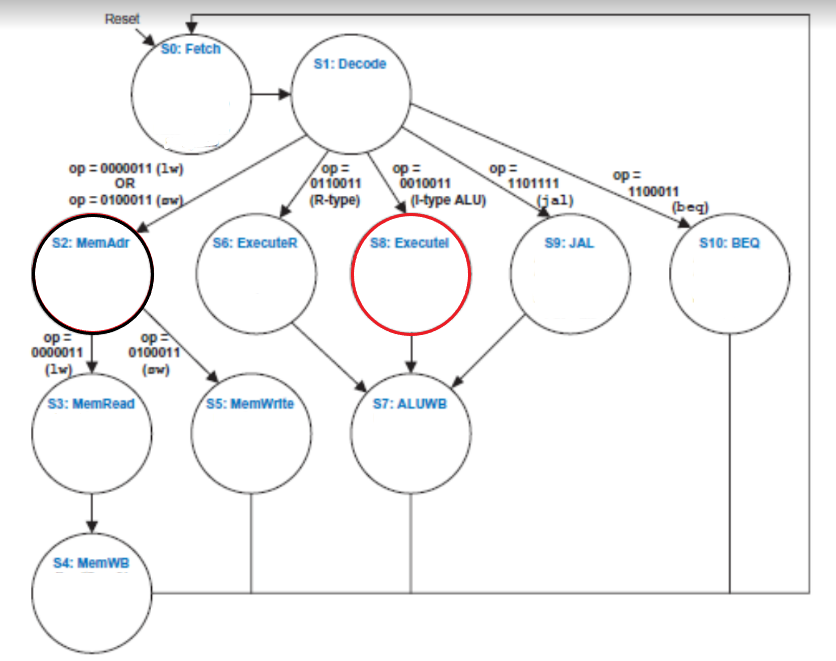 Reset
S0: Fetch
S1: Decode
op = 0000011 (lw)
OR
op = 0100011 (sw)
op =
0110011
(R-type)
op =
0010011
(I-type ALU)
op =
1101111
(jal)
op =
1100011
(beq)
S2: MemAdr
S6: ExecuteR
S8: ExecuteI
S9: JAL
S10: BEQ
op =
0000011
(lw)
op =
0100011
(sw)
S3: MemRead
S5: MemWrite
S7: ALUWB
S4: MemWB